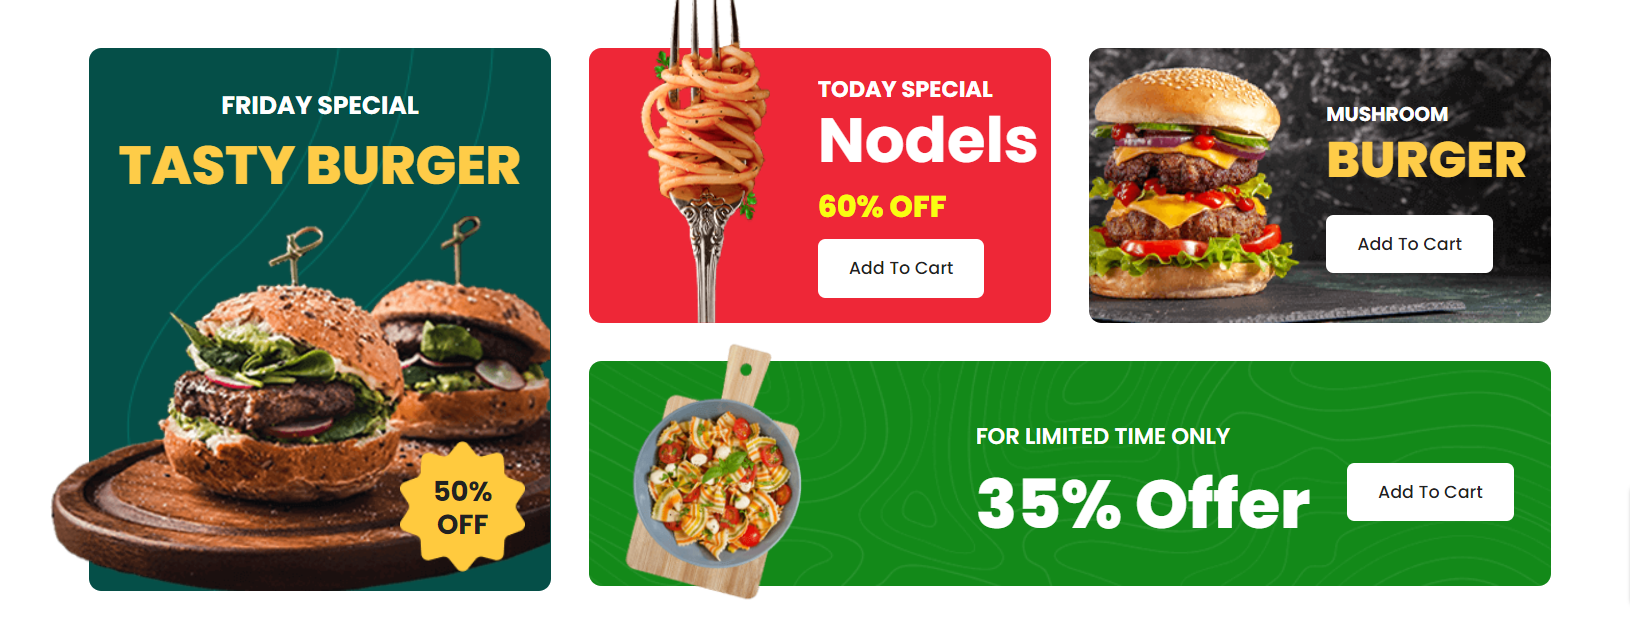 FRIDAY SPECIAL
TASTY BURGER
50%
OFF
TODAY SPECIAL
Nodels
60% OFF
Add To Cart
MUSHROOM
BURGER
Add To Cart
FOR LIMITED TIME ONLY
35% Offer
Add To Cart